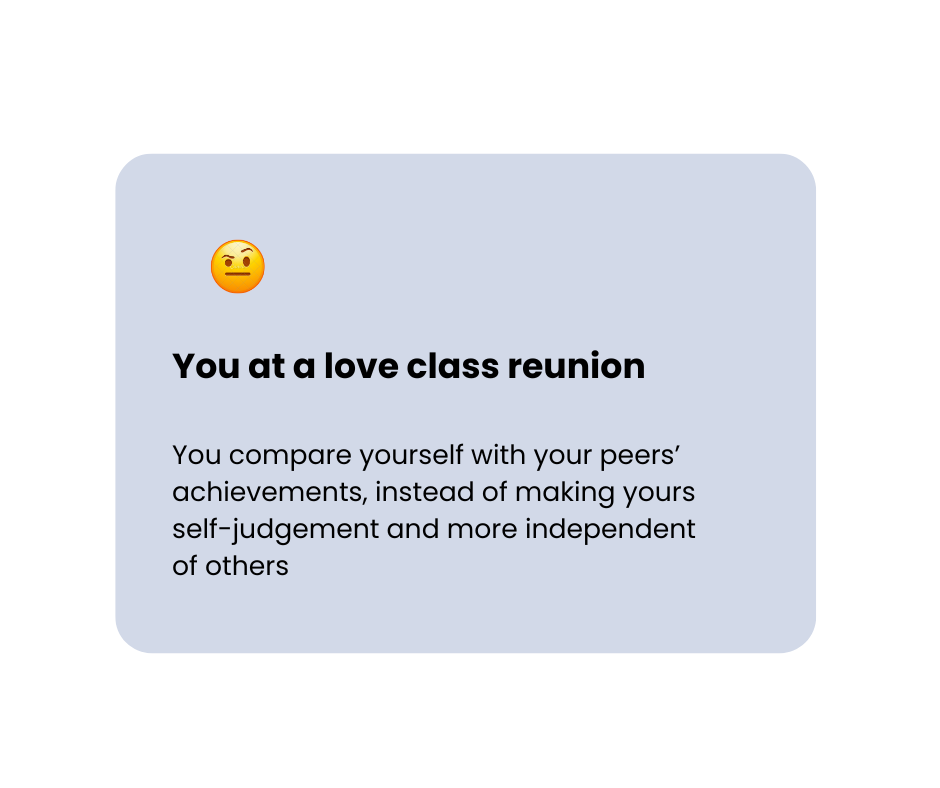 You at a love class reunion
You compare yourself with your peers’
achievements, instead of making yours
self-judgement and more independent
of others